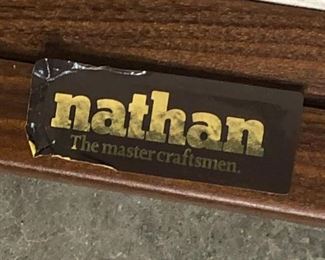 nathan
The master craftsmen.